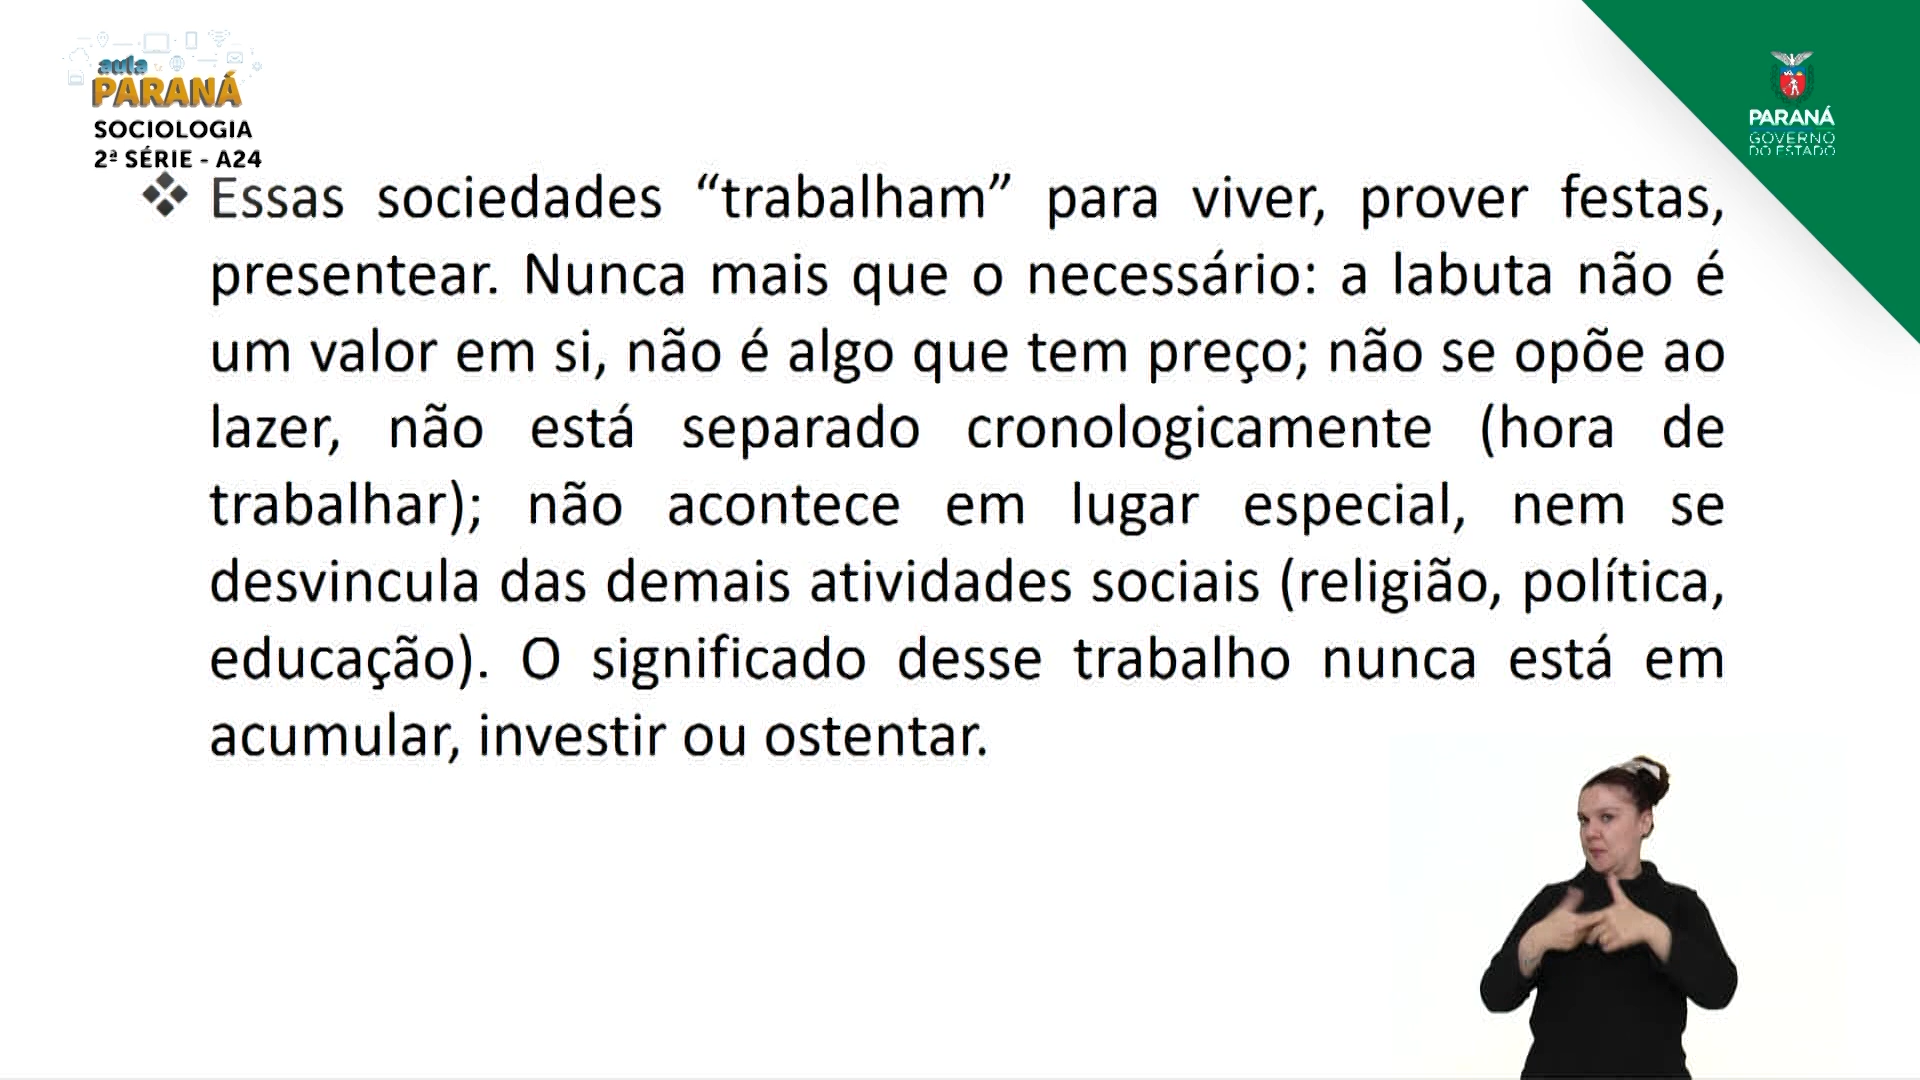 aula
PARANÁ
SOCIOLOGIA
2ª SÉRIE - A24
PARANÁ
GOVERNO
DO ESTADO
Essas sociedades “trabalham” para viver, prover festas,
presentear. Nunca mais que o necessário: a labuta não é
um valor em si, não é algo que tem preço; não se opõe ao
lazer, não está separado cronologicamente (hora de
trabalhar); não acontece em lugar especial, nem se
desvincula das demais atividades sociais (religião, política,
educação). O significado desse trabalho nunca está em
acumular, investir ou ostentar.